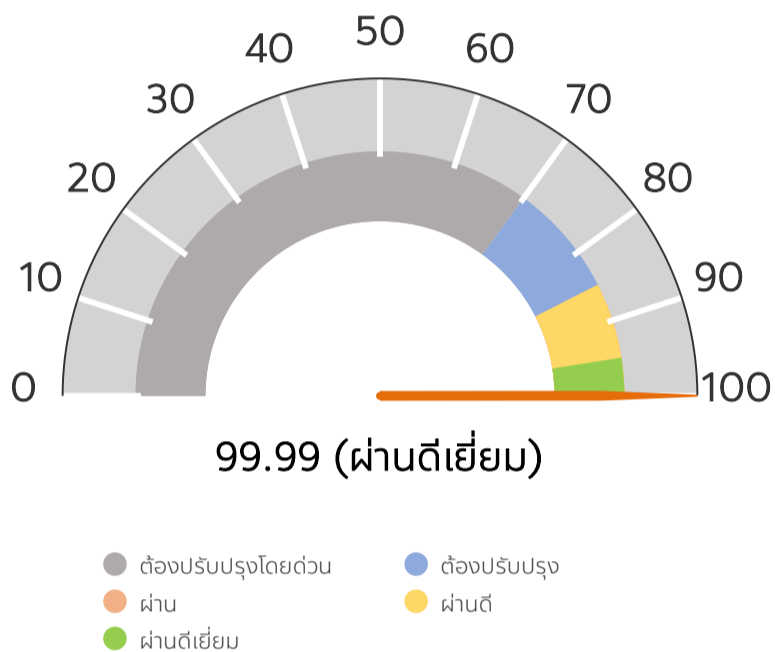 50
40
60
30
70
20
80
10
90
0
100
99.99 (ผ่านดีเยี่ยม)
ต้องปรับปรุงโดยด่วน
ต้องปรับปรุง
ผ่าน
ผ่านดี
ผ่านดีเยี่ยม